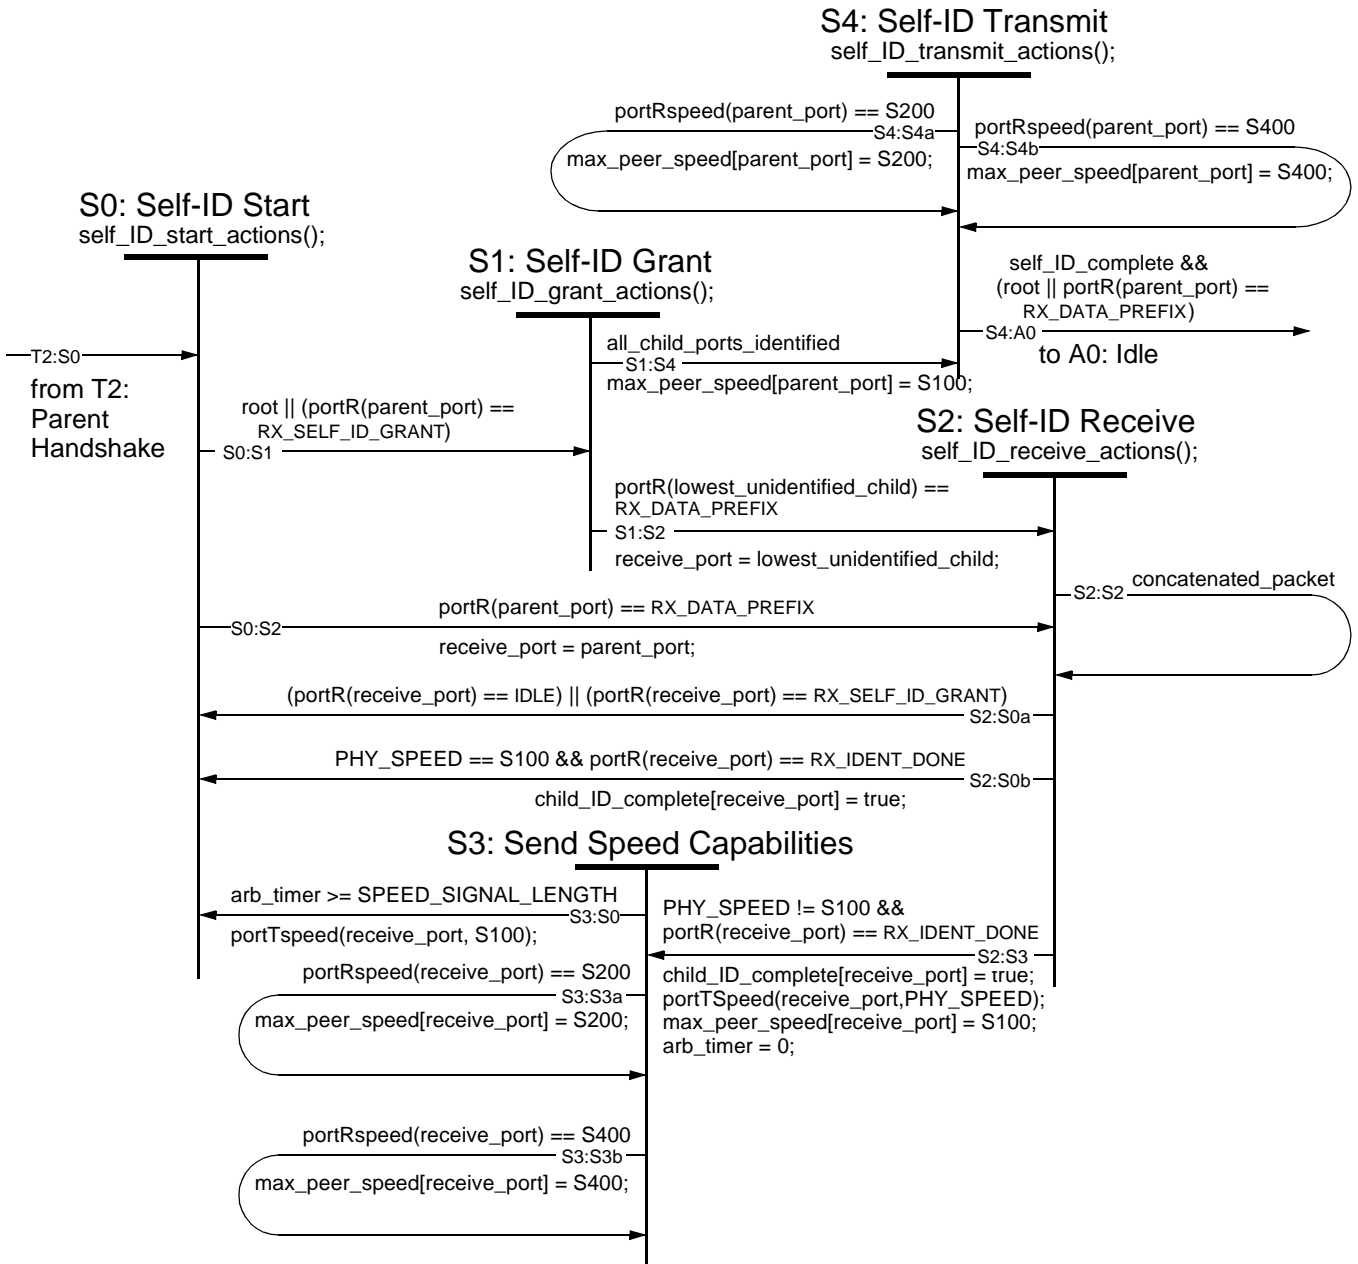 S4: Self-ID Transmit
self_ID_transmit_actions();
portRspeed(parent_port) == S200
S4:S4a
max_peer_speed[parent_port] = S200;
portRspeed(parent_port) == S400
S4:S4b
max_peer_speed[parent_port] = S400;
S0: Self-ID Start
self_ID_start_actions();
S1: Self-ID Grant
self_ID_grant_actions();
self_ID_complete &&
(root || portR(parent_port) ==
RX_DATA_PREFIX)
S4:A0
to A0: Idle
T2:S0
from T2:
Parent
Handshake
all_child_ports_identified
S1:S4
max_peer_speed[parent_port] = S100;
root || (portR(parent_port) ==
RX_SELF_ID_GRANT)
S0:S1
S2: Self-ID Receive
self_ID_receive_actions();
portR(lowest_unidentified_child) ==
RX_DATA_PREFIX
S1:S2
receive_port = lowest_unidentified_child;
concatenated_packet
S2:S2
portR(parent_port) == RX_DATA_PREFIX
S0:S2
receive_port = parent_port;
(portR(receive_port) == IDLE) || (portR(receive_port) == RX_SELF_ID_GRANT)
S2:S0a
PHY_SPEED == S100 && portR(receive_port) == RX_IDENT_DONE
S2:S0b
child_ID_complete[receive_port] = true;
S3: Send Speed Capabilities
arb_timer >= SPEED_SIGNAL_LENGTH
S3:S0
portTspeed(receive_port, S100);
PHY_SPEED != S100 &&
portR(receive_port) == RX_IDENT_DONE
S2:S3
child_ID_complete[receive_port] = true;
portTSpeed(receive_port,PHY_SPEED);
max_peer_speed[receive_port] = S100;
arb_timer = 0;
portRspeed(receive_port) == S200
S3:S3a
max_peer_speed[receive_port] = S200;
portRspeed(receive_port) == S400
S3:S3b
max_peer_speed[receive_port] = S400;